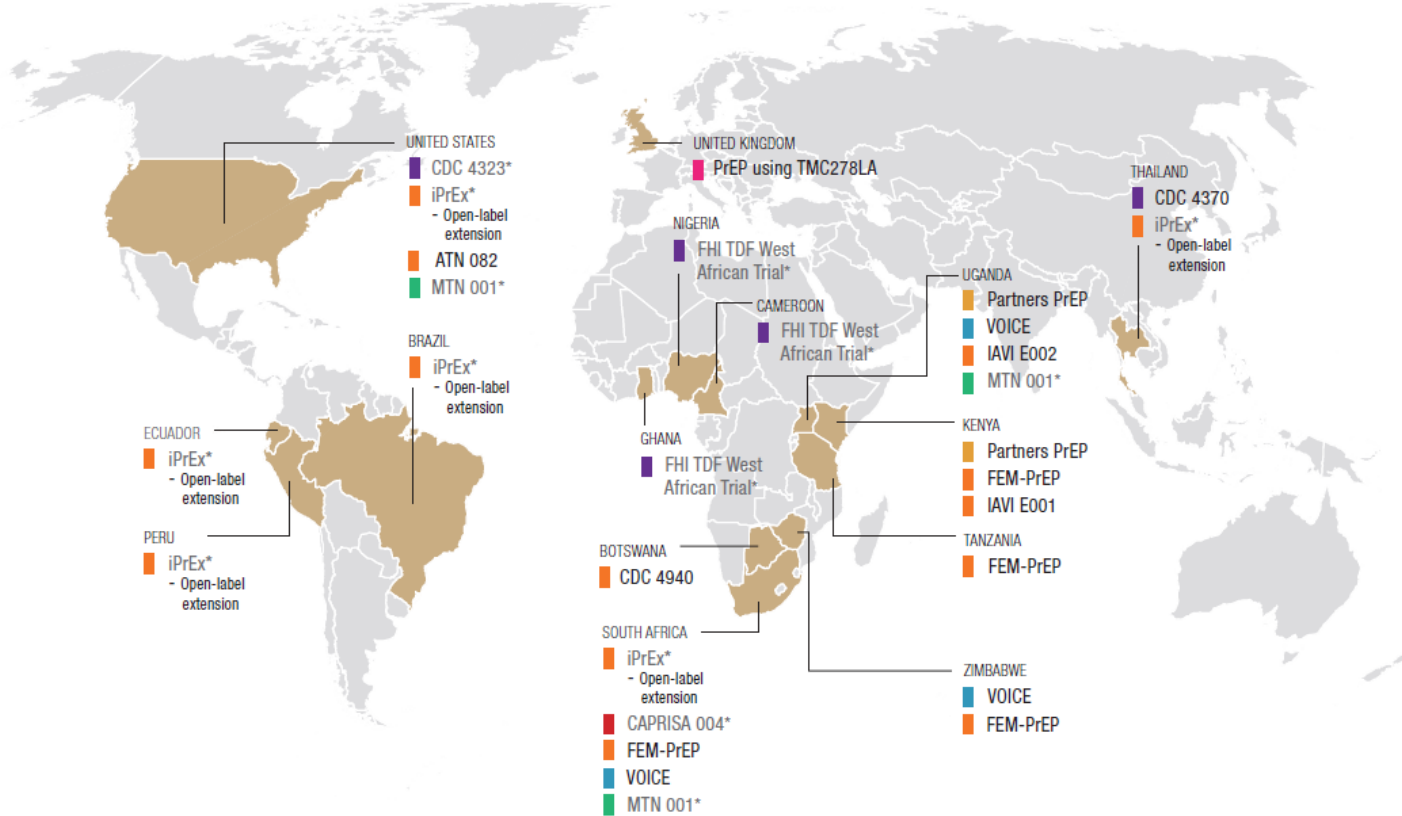 UNITED STATES
CDC 4323*
iPrEx*
- Open-label
extension
ATN 082
MTN 001*
BRAZIL
iPrEx*
- Open-label
extension
ECUADOR
iPrEx*
- Open-label
extension
PERU
iPrEx*
- Open-label
extension
UNITED KINGDOM
PrEP using TMC278LA
NIGERIA
FHI TDF West
African Trial*
CAMEROON
FHI TDF West
African Trial*
GHANA
FHI TDF West
African Trial*
BOTSWANA
CDC 4940
SOUTH AFRICA
iPrEx*
- Open-label
extension
CAPRISA 004*
FEM-PrEP
VOICE
MTN 001*
THAILAND
CDC 4370
iPrEx*
- Open-label
extension
UGANDA
Partners PrEP
VOICE
IAVI E002
MTN 001*
KENYA
Partners PrEP
FEM-PrEP
IAVI E001
TANZANIA
FEM-PrEP
ZIMBABWE
VOICE
FEM-PrEP